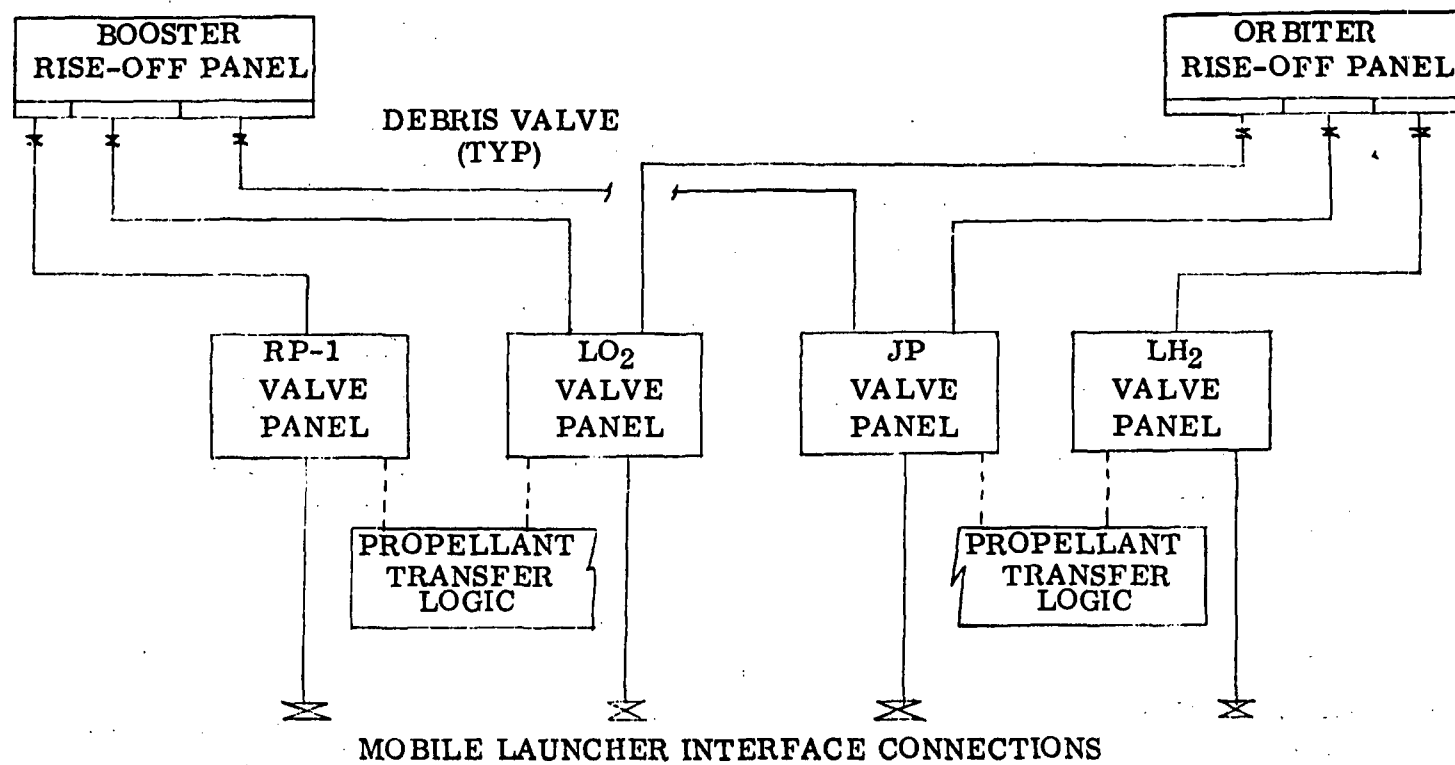 BOOSTER
RISE-OFF PANEL
ORBITER
RISE-OFF PANEL
DEBRIS VALVE
(TYP)
RP-1
VALVE
PANEL
LO₂
VALVE
PANEL
JP
VALVE
PANEL
LH₂
VALVE
PANEL
PROPELLANT
TRANSFER
LOGIC
PROPELLANT
TRANSFER
LOGIC
MOBILE LAUNCHER INTERFACE CONNECTIONS